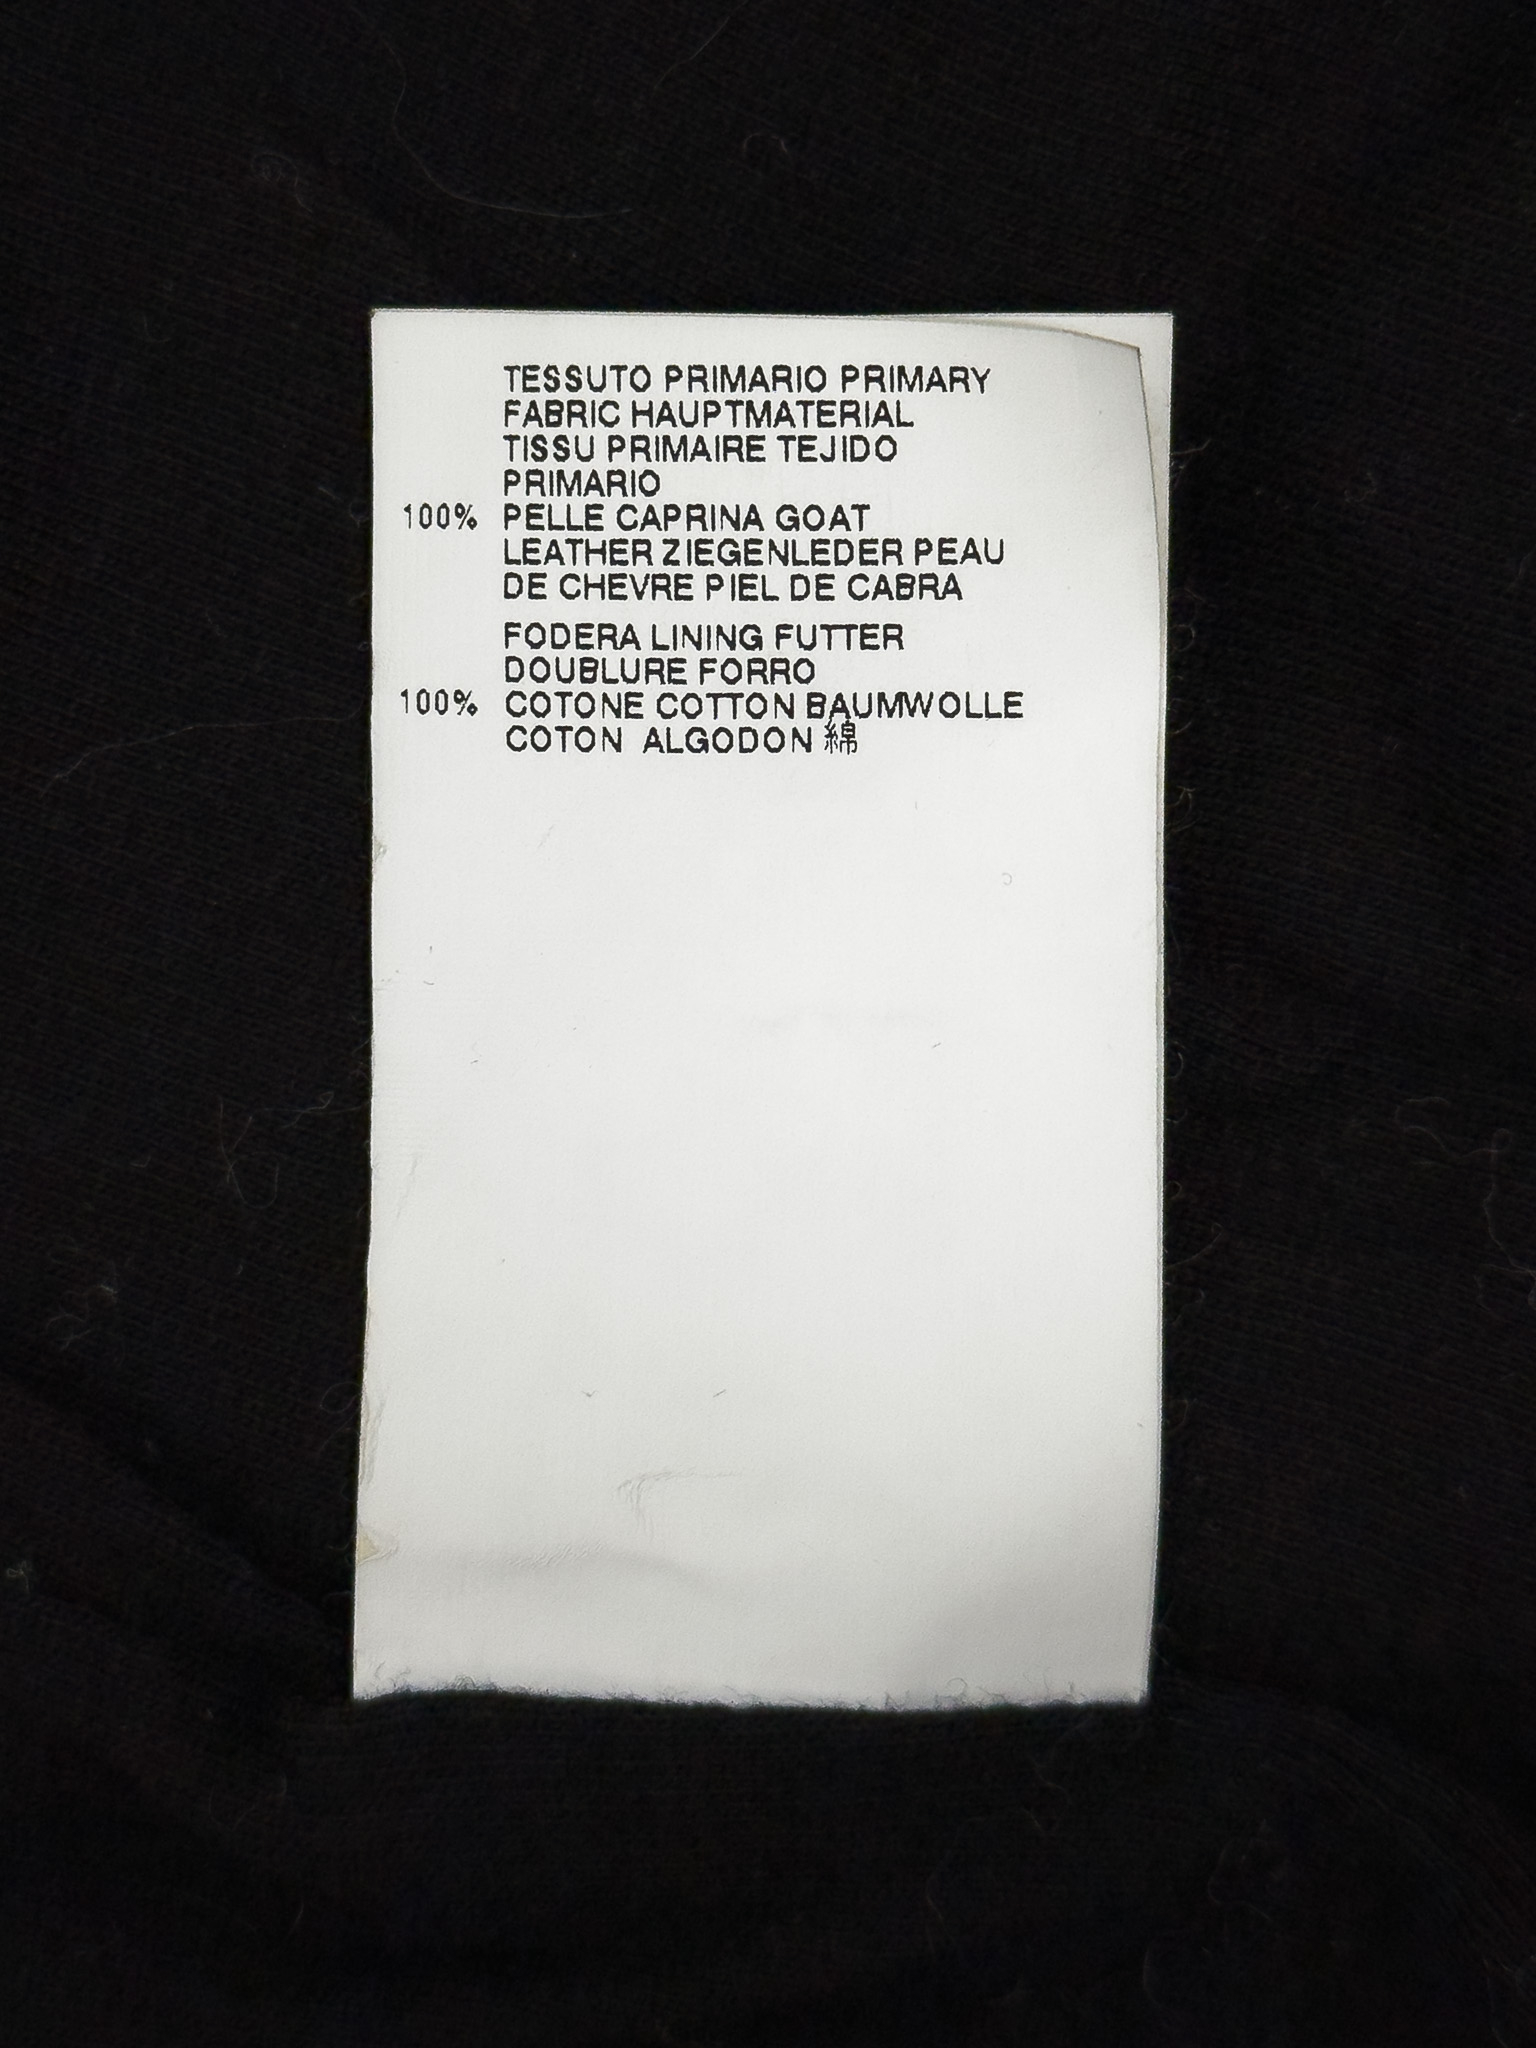 TESSUTO PRIMARIO PRIMARY
FABRIC HAUPTMATERIAL
TISSU PRIMAIRE TEJIDO
PRIMARIO
100% PELLE CAPRINA GOAT
LEATHER ZIEGENLEDER PEAU
DE CHEVRE PIEL DE CABRA
FODERA LINING FUTTER
DOUBLURE FORRO
100% COTONE COTTON BAUMWOLLE
COTON ALGODON 綿